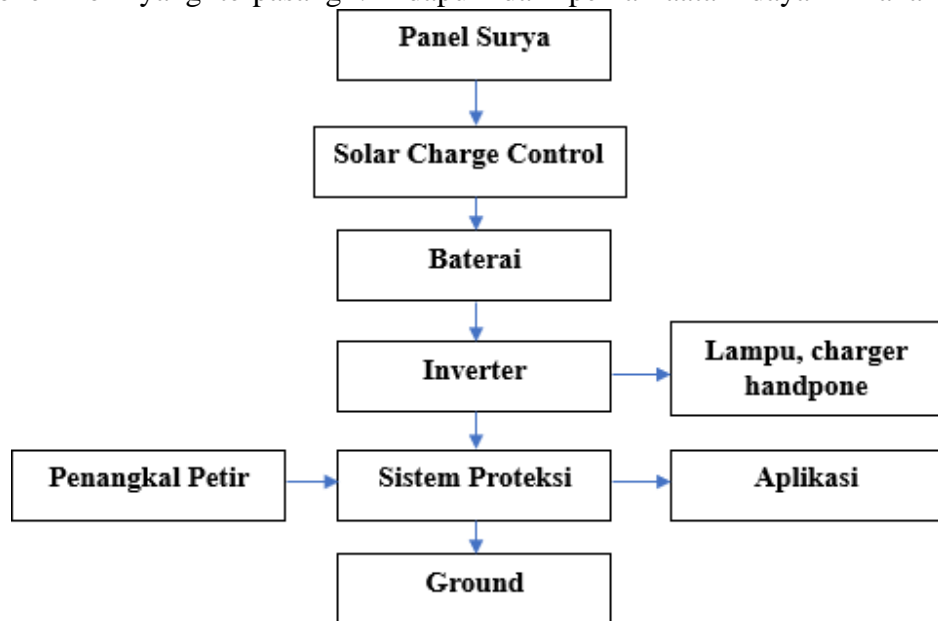 Panel Surya
Solar Charge Control
Baterai
Inverter
Lampu, charger
handpone
Penangkal Petir
Sistem Proteksi
Aplikasi
Ground